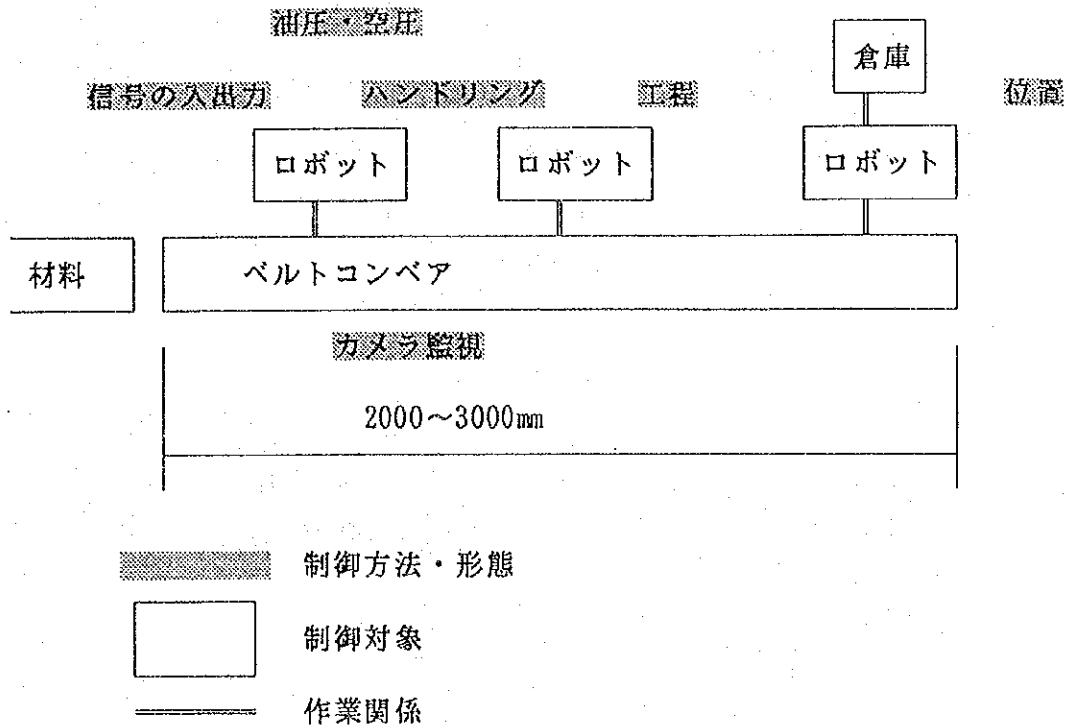 油圧・空圧
倉庫
信号の入出力 ハンドリング 工程 位置
ロボット ロボット ロボット
材料 ベルトコンベア
カメラ監視
2000～3000mm
制御方法・形態
制御対象
作業関係